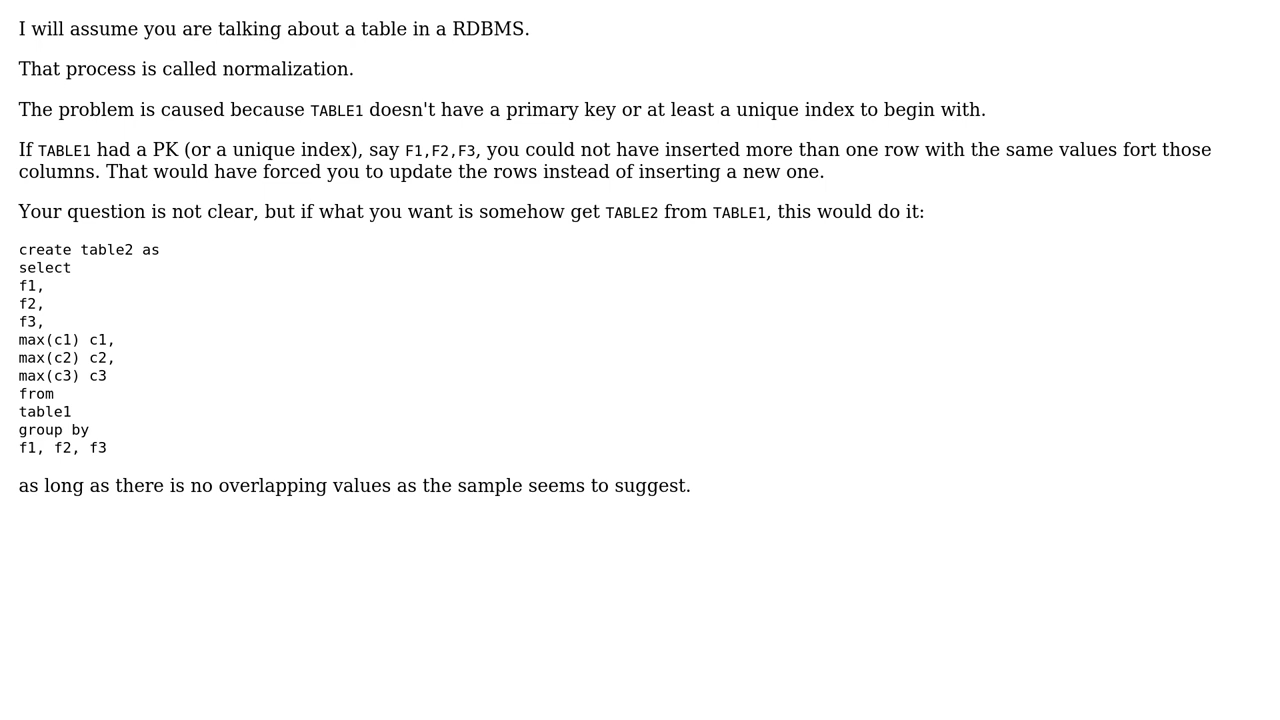 I will assume you are talking about a table in a RDBMS.
That process is called normalization.
The problem is caused because TABLE1 doesn't have a primary key or at least a unique index to begin with.
If TABLE1 had a PK (or a unique index), say F1,F2,F3, you could not have inserted more than one row with the same values fort those
columns. That would have forced you to update the rows instead of inserting a new one.
Your question is not clear, but if what you want is somehow get TABLE2 from TABLE1, this would do it:
create table2 as
select
f1,
f2,
f3,
max(c1) c1,
max(c2) c2,
max(c3) c3
from
table1
group by
f1, f2, f3
as long as there is no overlapping values as the sample seems to suggest.